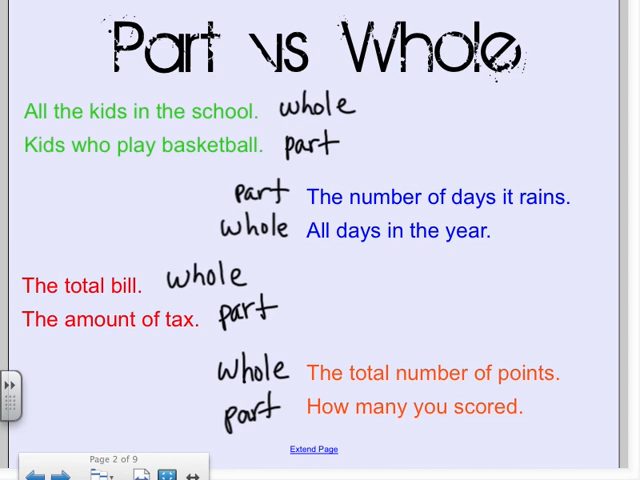 Part vs Whole
All the kids in the school. whole
Kids who play basketball. part
part The number of days it rains.
whole All days in the year.
The total bill. whole
The amount of tax. part
whole The total number of points.
part How many you scored.
Extend Page
Page 2 of 9